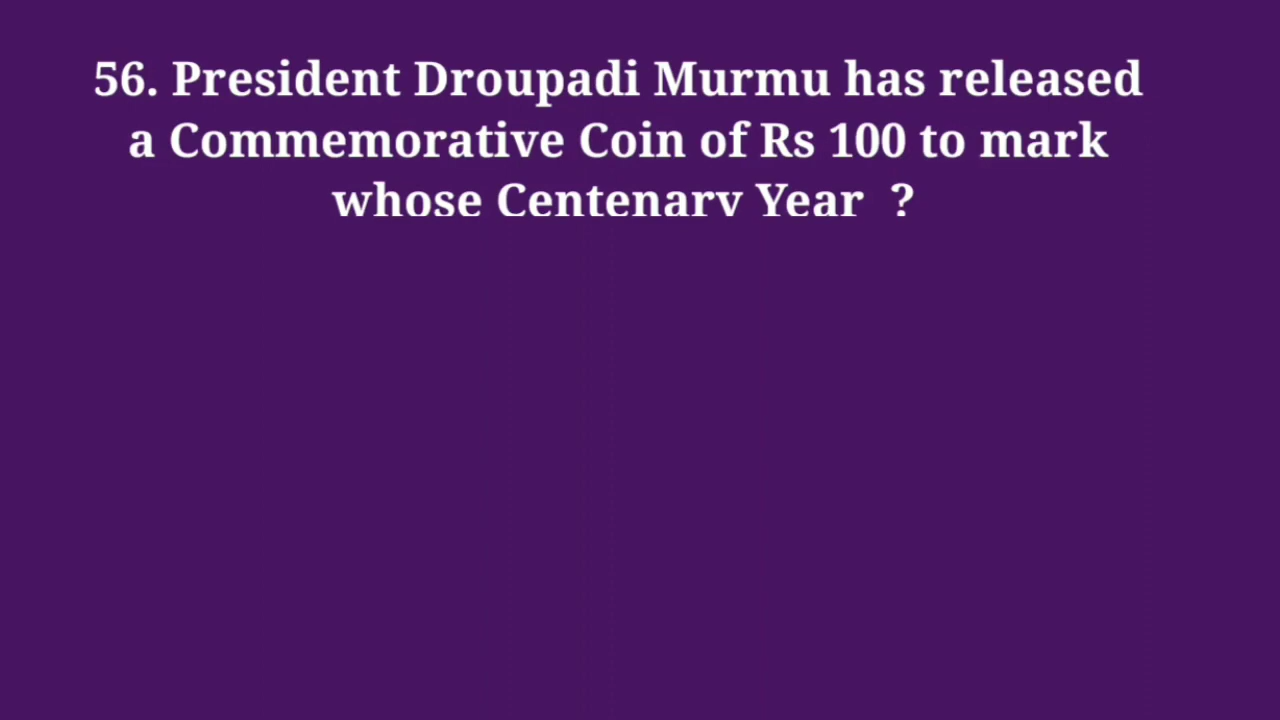 56. President Droupadi Murmu has released
a Commemorative Coin of Rs 100 to mark
whose Centenary Year ?